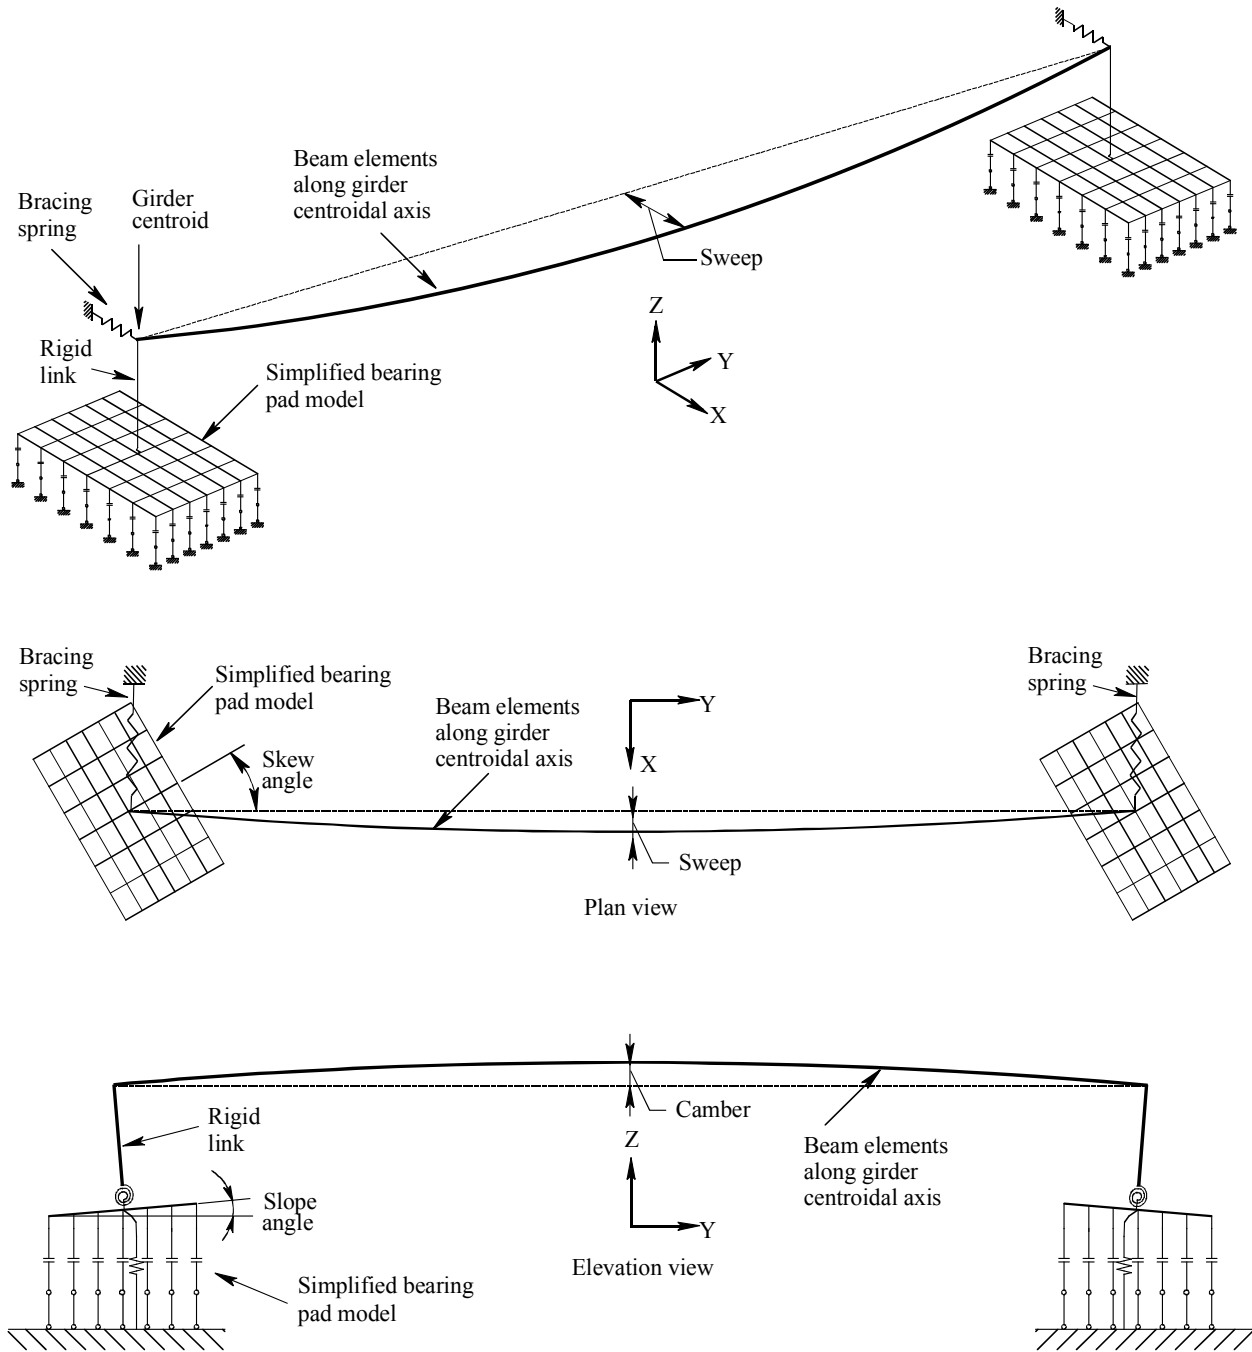 Beam elements
along girder
centroidal axis
Bracing
spring
Girder
centroid
Sweep
Z
Y
X
Rigid
link
Simplified bearing
pad model
Bracing
spring
Simplified bearing
pad model
Beam elements
along girder
centroidal axis
Skew
angle
Y
X
Bracing
spring
Sweep
Plan view
Camber
Rigid
link
Z
Beam elements
along girder
centroidal axis
Slope
angle
Y
Elevation view
Simplified bearing
pad model